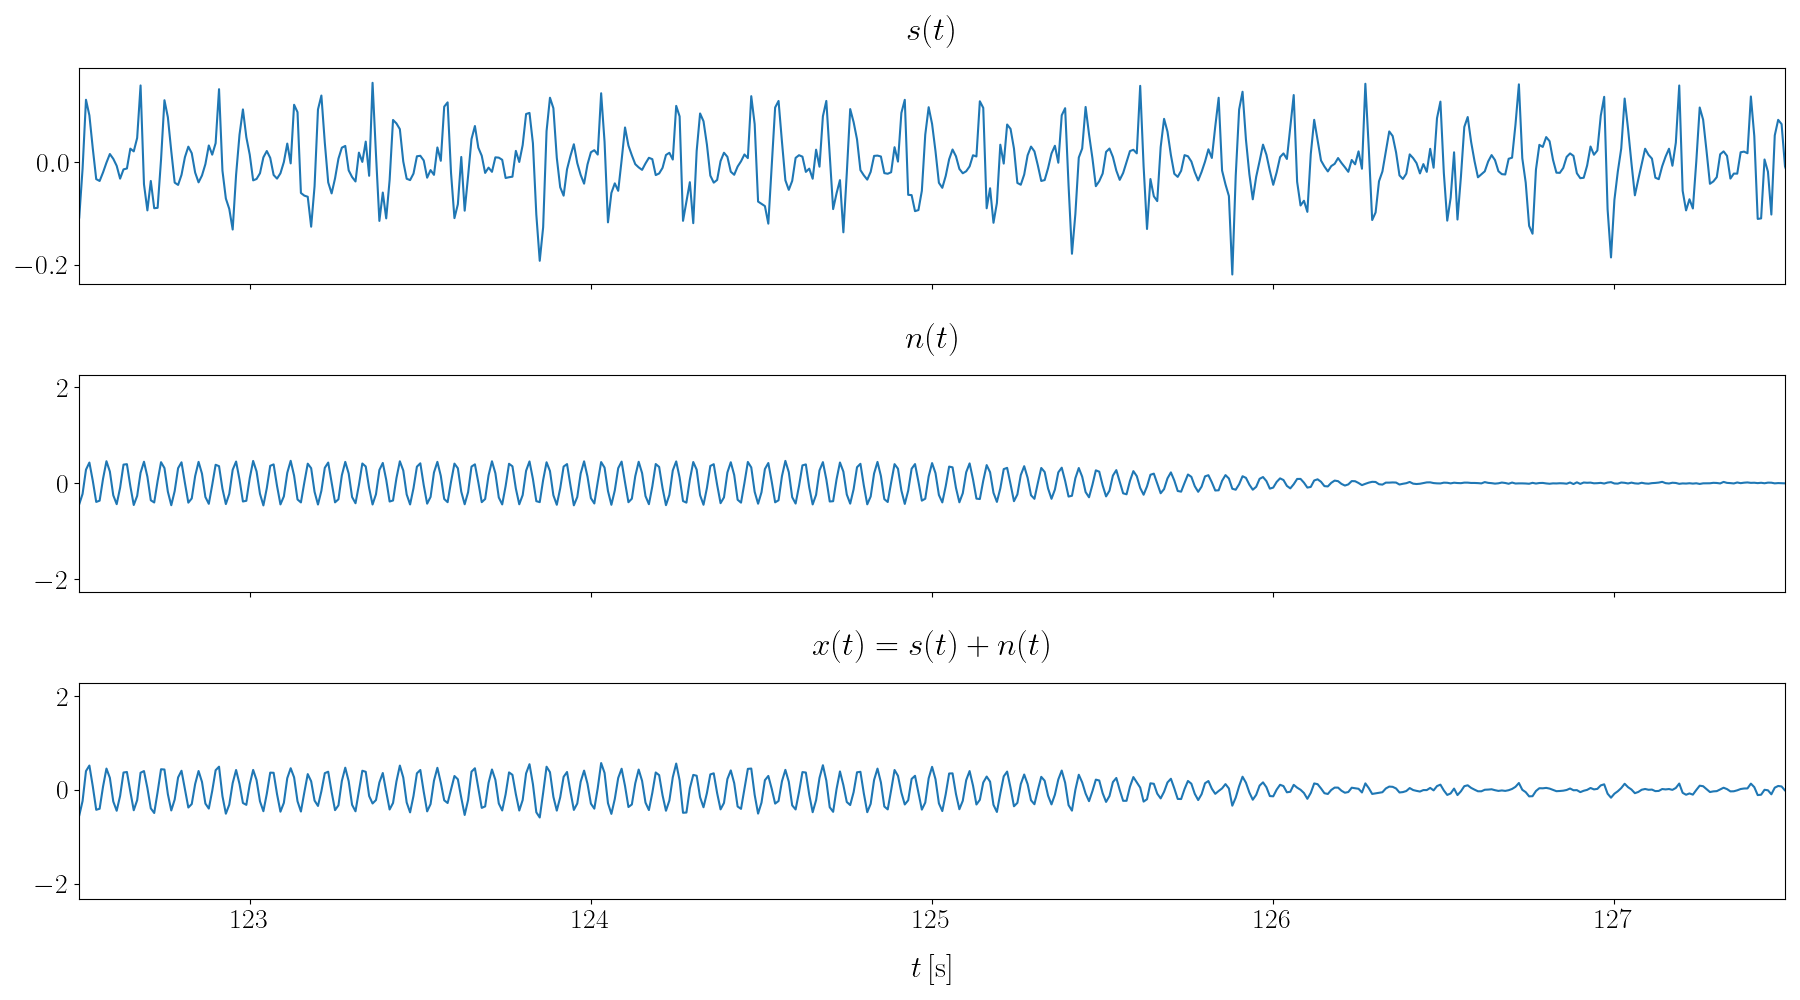 s(t)
0.0
−0.2
n(t)
2
0
−2
x(t) = s(t) + n(t)
2
0
−2
123 124 125 126 127
t [s]